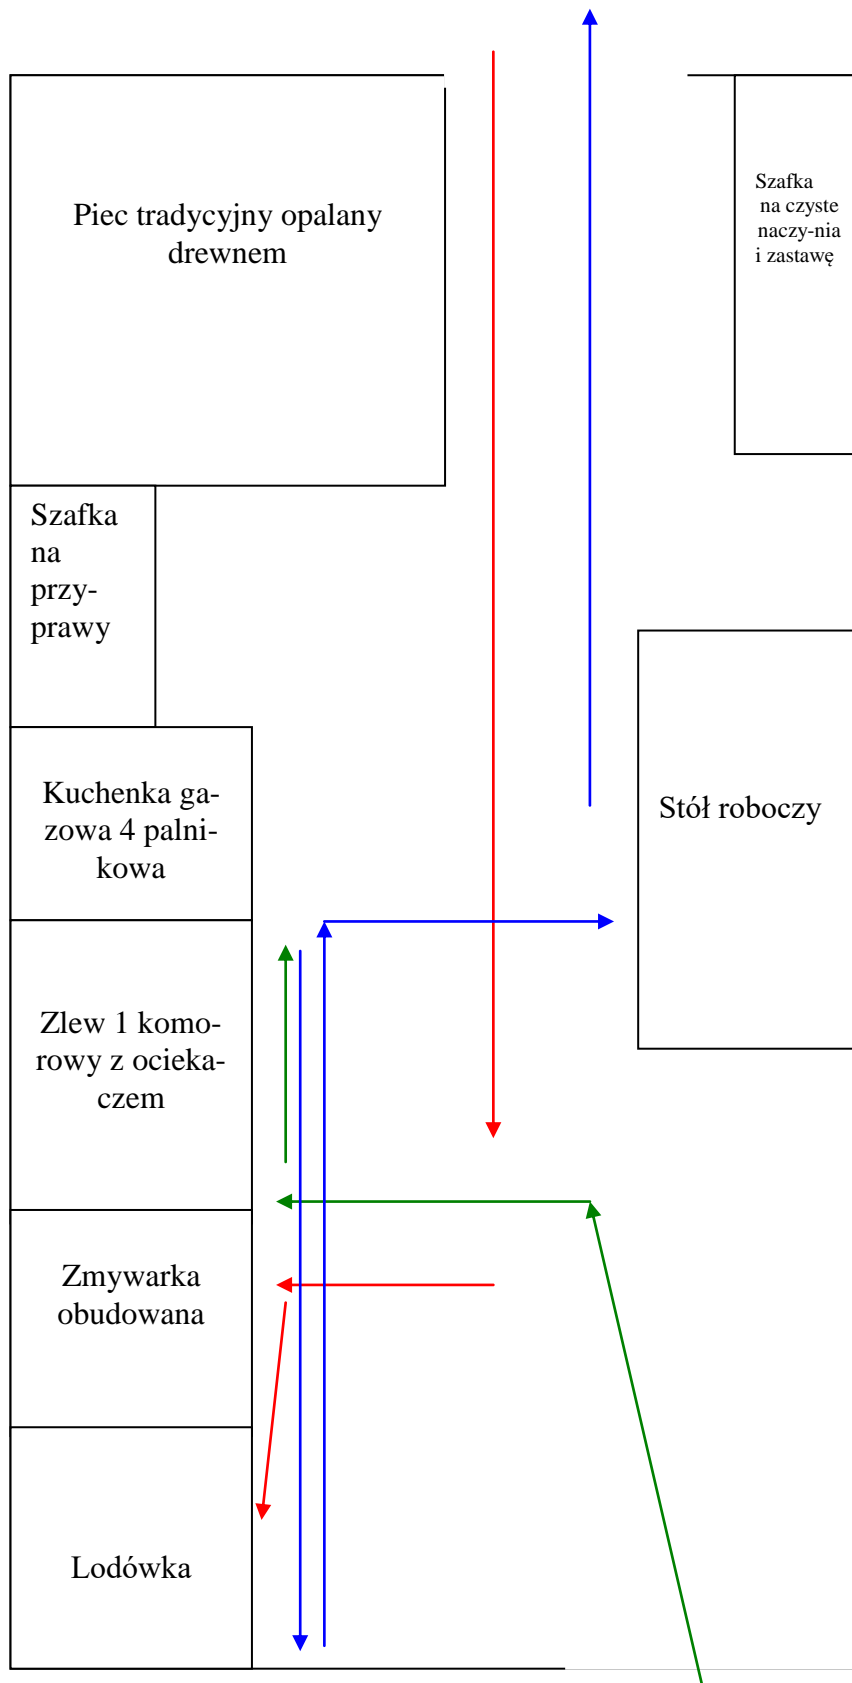 Piec tradycyjny opalany
drewnem
Szafka
na czyste
naczy-nia
i zastawę
Szafka
na
przy-
prawy
Kuchenka ga-
zowa 4 palni-
kowa
Stół roboczy
Zlew 1 komo-
rowy z ocieka-
czem
Zmywarka
obudowana
Lodówka